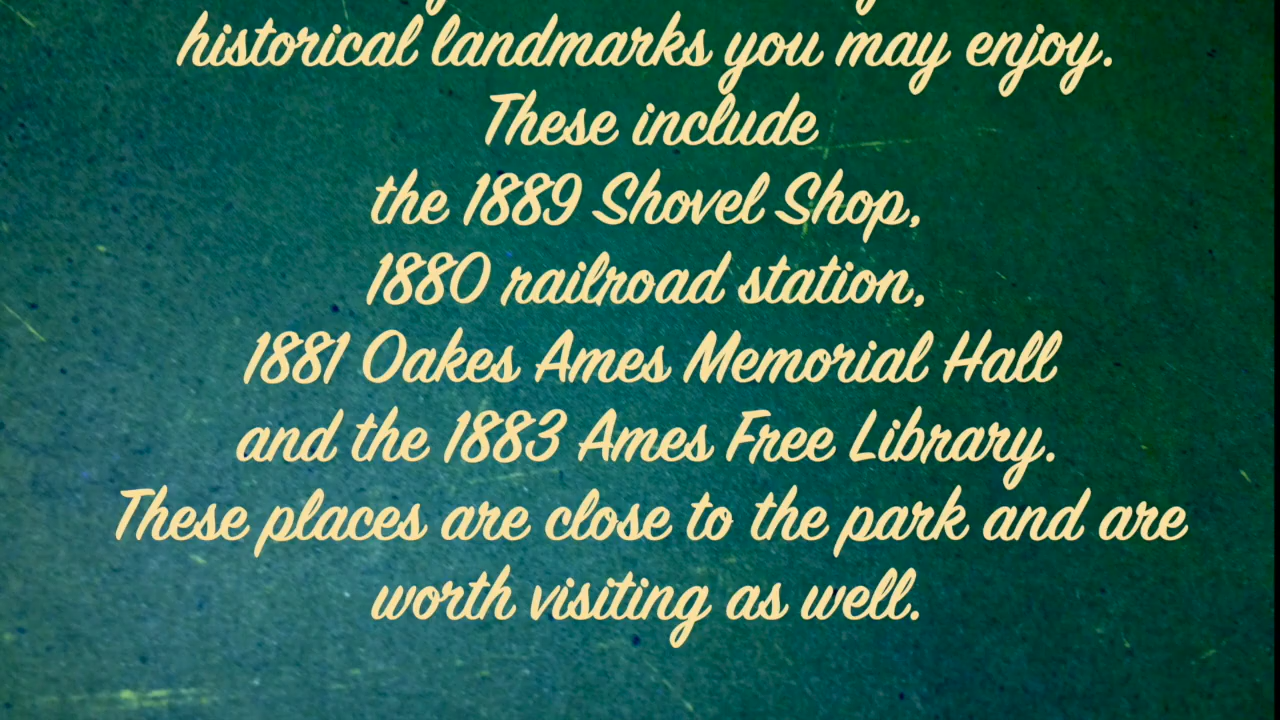 historical landmarks you may enjoy.
These include
the 1889 Shovel Shop,
1880 railroad station,
1881 Oakes Ames Memorial Hall
and the 1883 Ames Free Library.
These places are close to the park and are
worth visiting as well.